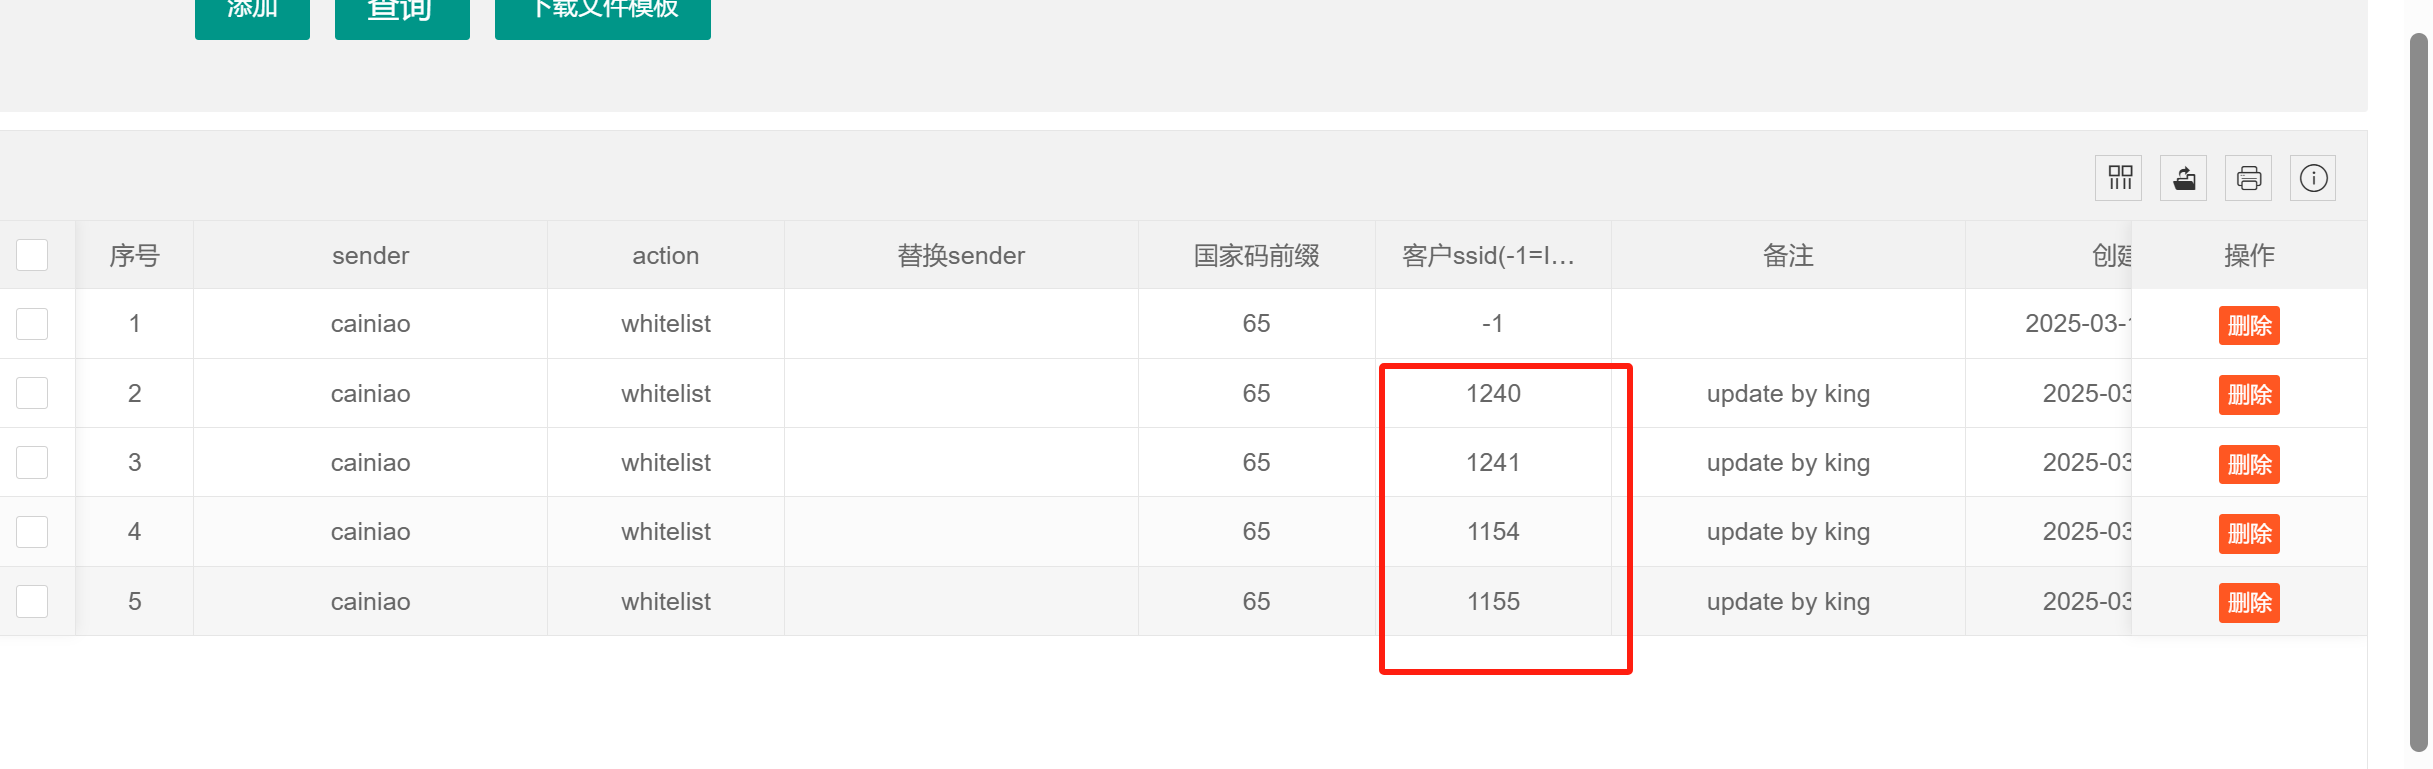 添加 查询 下载文件模板
序号 sender action 替换sender 国家码前缀 客户ssid(-1=I... 备注 创建 操作
1 cainiao whitelist 65 -1 2025-03- 删除
2 cainiao whitelist 65 1240 update by king 2025-03 删除
3 cainiao whitelist 65 1241 update by king 2025-03 删除
4 cainiao whitelist 65 1154 update by king 2025-03 删除
5 cainiao whitelist 65 1155 update by king 2025-03 删除